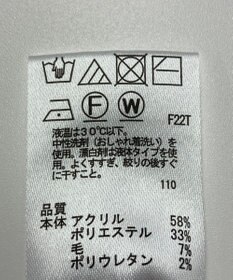 F W
F22T
液温は30℃以下。
中性洗剤(おしゃれ着洗い)を
使用。漂白剤は液体タイプを使
用。よくすすぎ、絞りの後すぐ
に干すこと。
110
品質
本体 アクリル 58%
ポリエステル 33%
毛 7%
ポリウレタン 2%